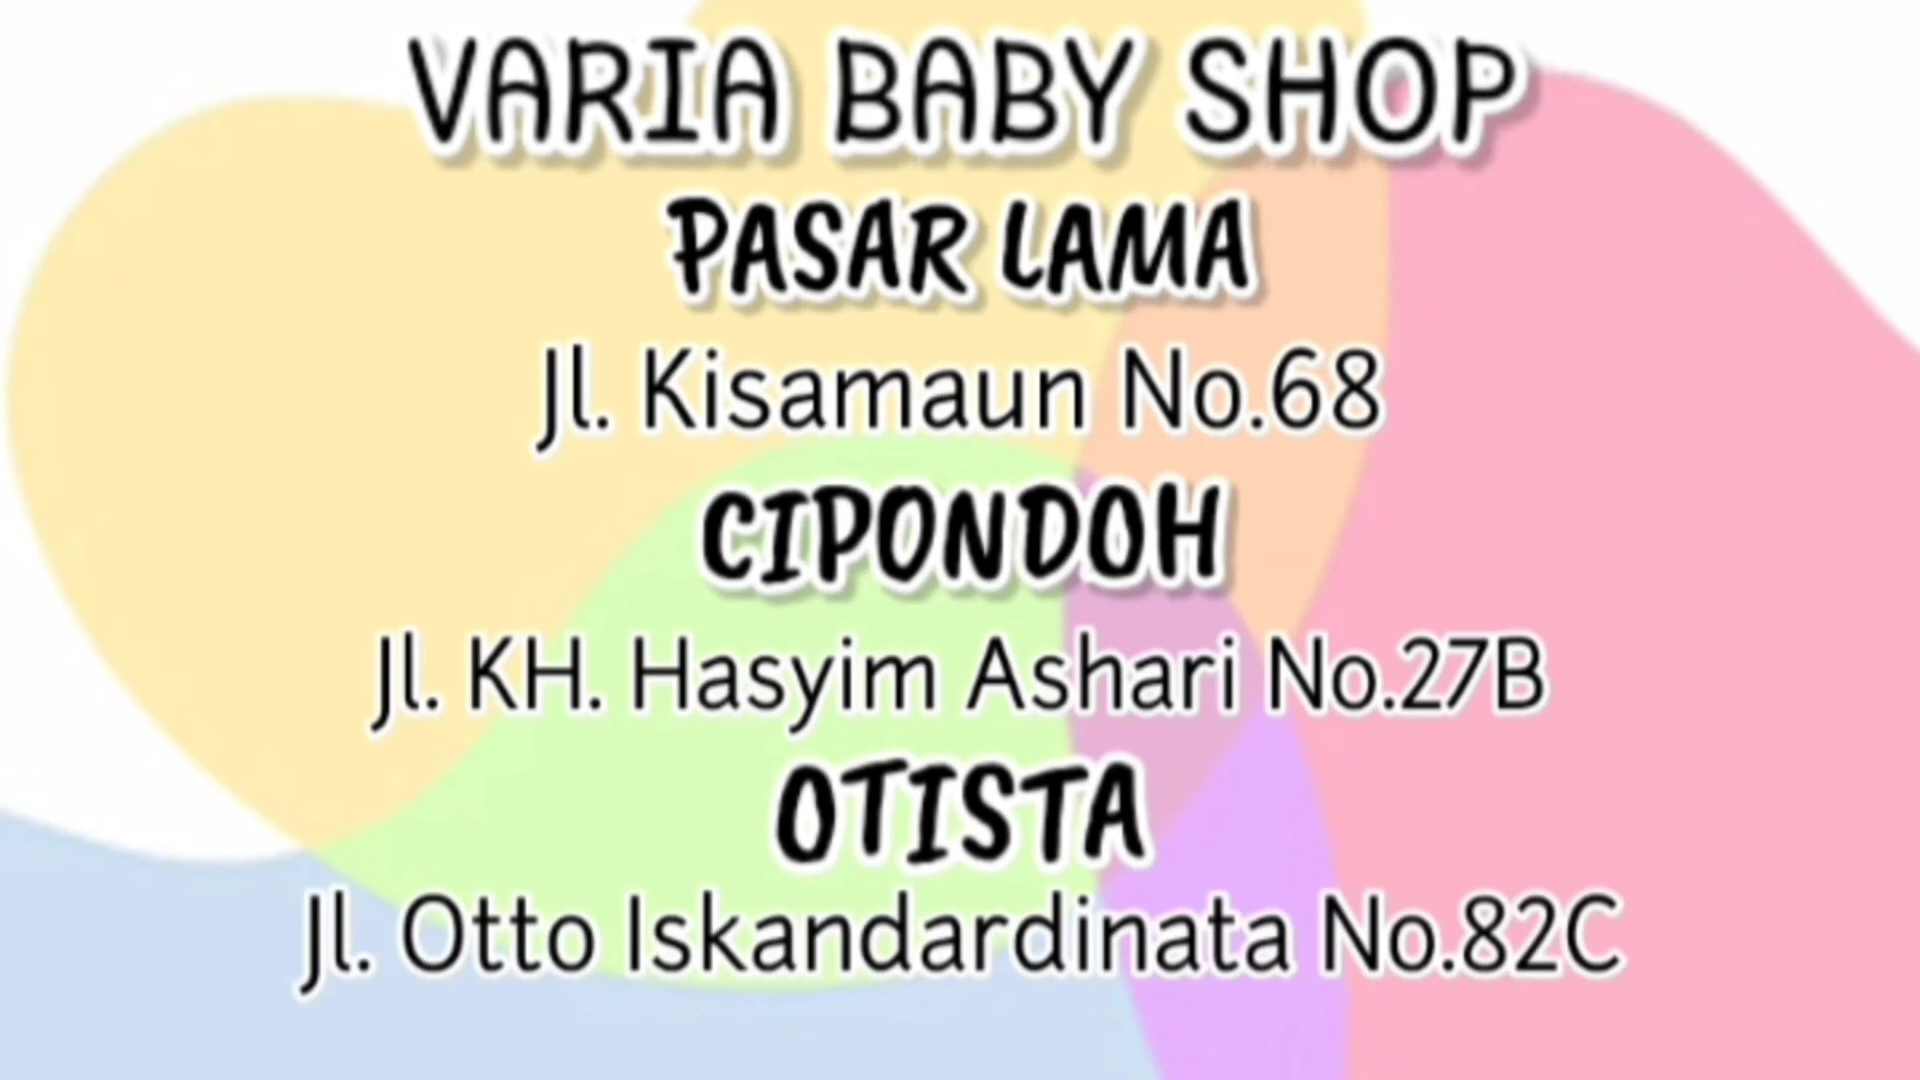 VARIA BABY SHOP
PASAR LAMA
Jl. Kisamaun No.68
CIPONDOH
Jl. KH. Hasyim Ashari No.27B
OTISTA
Jl. Otto Iskandardinata No.82C